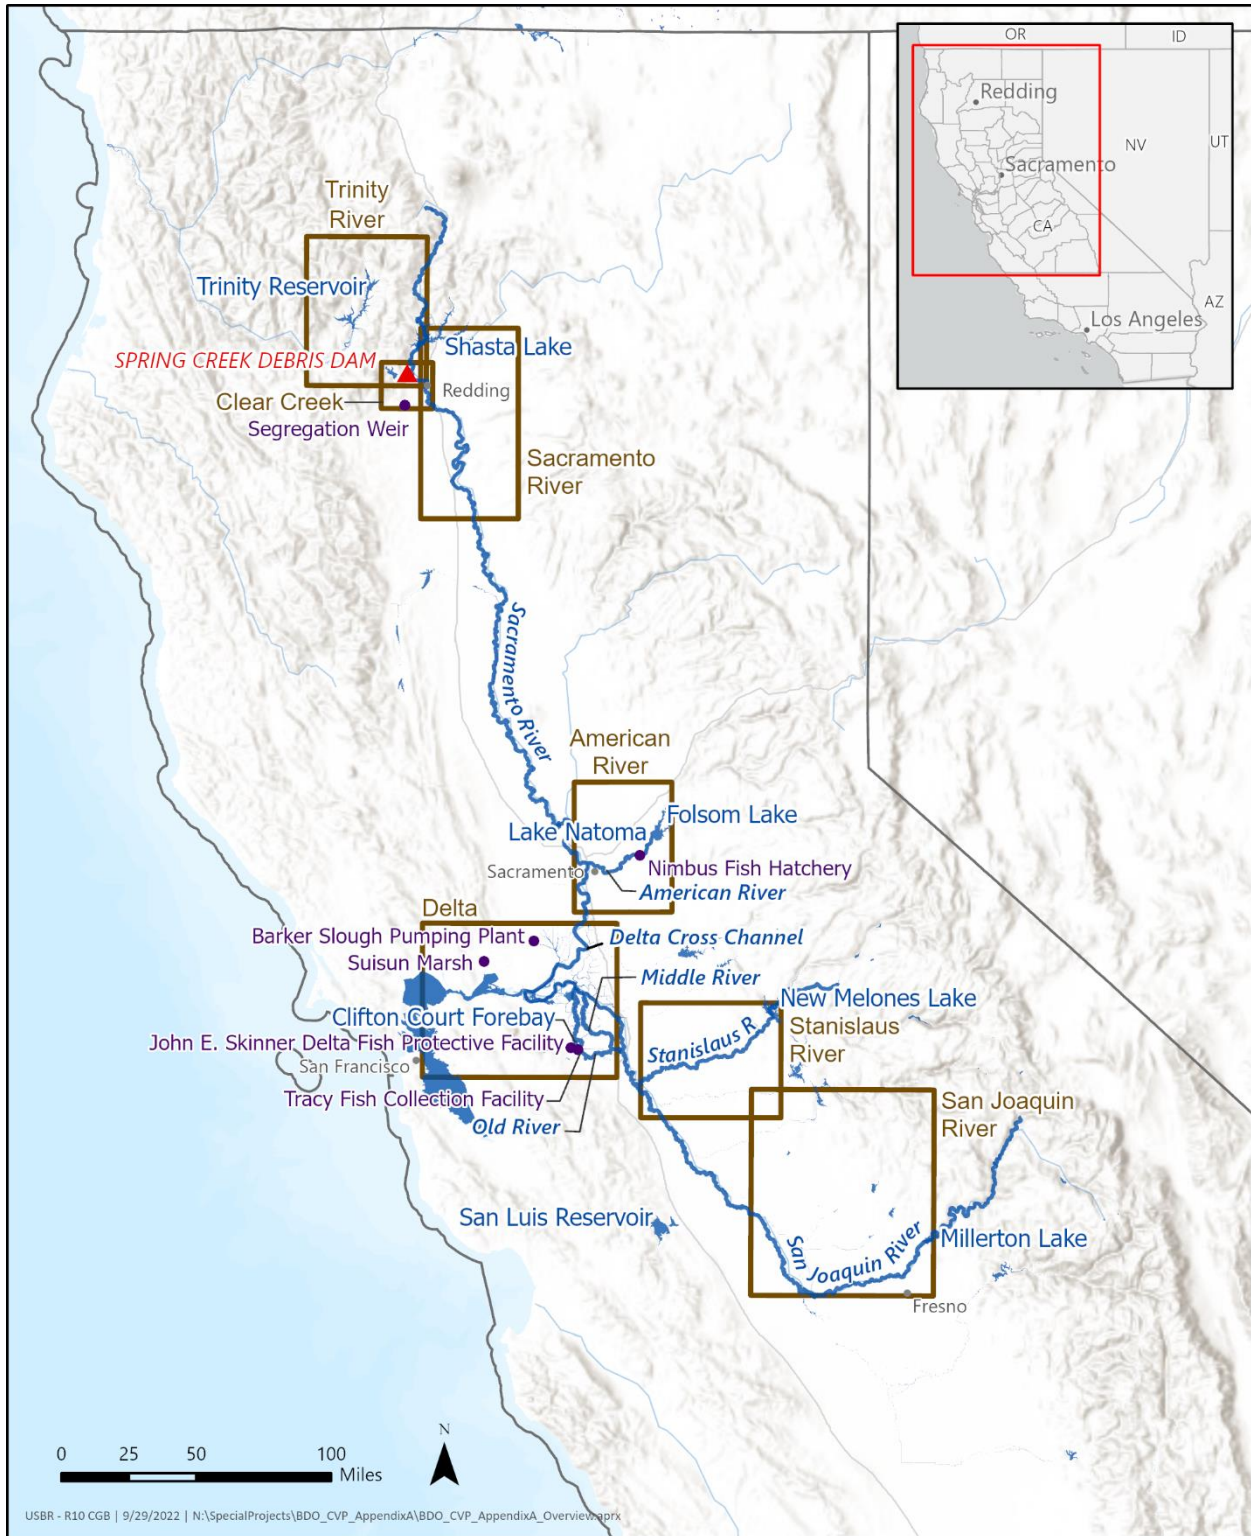 OR
ID
Redding
NV
UT
Sacramento
CA
AZ
Los Angeles
Trinity
River
Trinity Reservoir
Shasta Lake
SPRING CREEK DEBRIS DAM
Redding
Clear Creek
Segregation Weir
Sacramento
River
Sacramento River
American
River
Folsom Lake
Lake Natoma
Nimbus Fish Hatchery
Sacramento
American River
Delta
Barker Slough Pumping Plant
Delta Cross Channel
Suisun Marsh
Middle River
New Melones Lake
Clifton Court Forebay
Stanislaus
River
Stanislaus R
John E. Skinner Delta Fish Protective Facility
San Francisco
Tracy Fish Collection Facility
Old River
San Joaquin
River
San Luis Reservoir
San Joaquin River
Millerton Lake
Fresno
N
0 25 50 100
Miles
USBR - R10 CGB | 9/29/2022 | N:\SpecialProjects\BDO_CVP_AppendixA\BDO_CVP_AppendixA_Overview.aprx